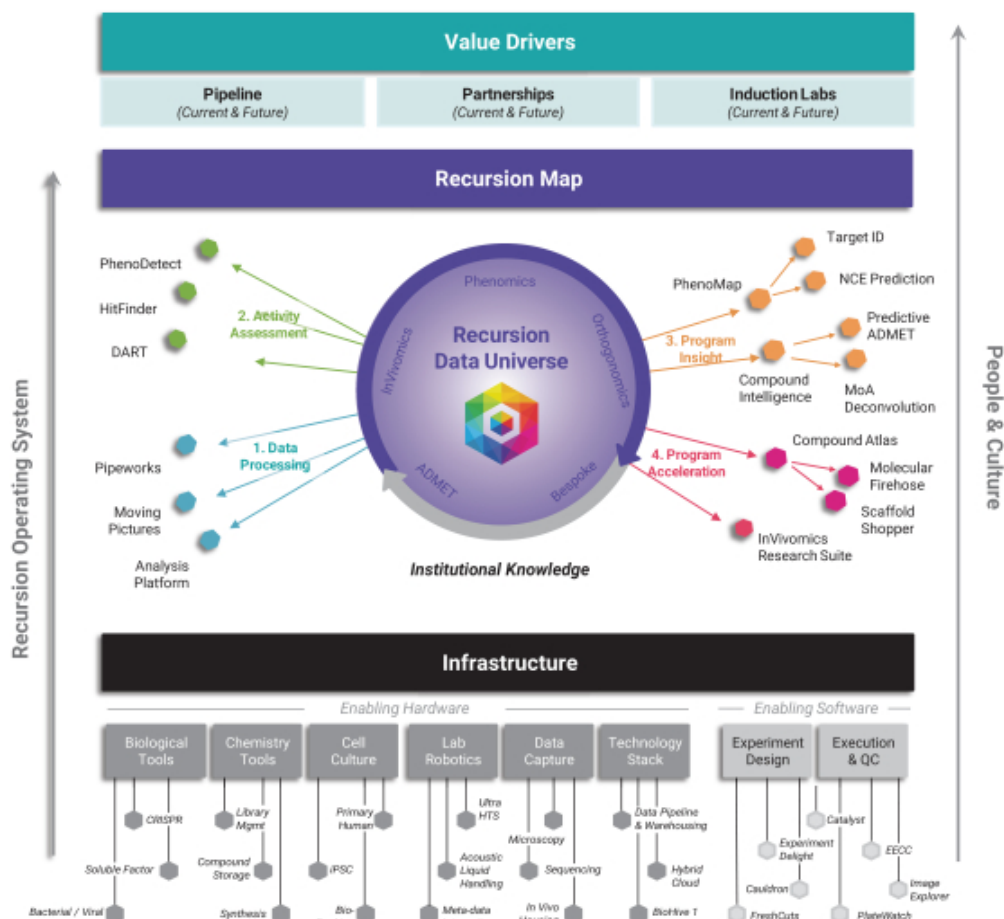 Value Drivers
Pipeline
(Current & Future)
Partnerships
(Current & Future)
Induction Labs
(Current & Future)
Recursion Map
PhenoDetect
HitFinder
DART
2. Activity
Assessment
Pipeworks
Moving
Pictures
Analysis
Platform
1. Data
Processing
Phenomics
InVivomics
Orthogonomics
ADMET
Bespoke
Recursion
Data Universe
Institutional Knowledge
Target ID
PhenoMap
NCE Prediction
3. Program
Insight
Predictive
ADMET
Compound
Intelligence
MoA
Deconvolution
4. Program
Acceleration
Compound Atlas
Molecular
Firehose
Scaffold
Shopper
InVivomics
Research Suite
Recursion Operating System
People & Culture
Infrastructure
Enabling Hardware
Enabling Software
Biological
Tools
Chemistry
Tools
Cell
Culture
Lab
Robotics
Data
Capture
Technology
Stack
Experiment
Design
Execution
& QC
CRISPR
Soluble Factor
Bacterial / Viral
Library
Mgmt
Compound
Storage
Synthesis
Primary
Human
iPSC
Bio-
Ultra
HTS
Acoustic
Liquid
Handling
Meta-data
Microscopy
Sequencing
In Vivo
Housing
Data Pipeline
& Warehousing
Hybrid
Cloud
BioHive 1
Experiment
Delight
Cauldron
FreshCuts
Catalyst
EECC
Image
Explorer
PlateWatch